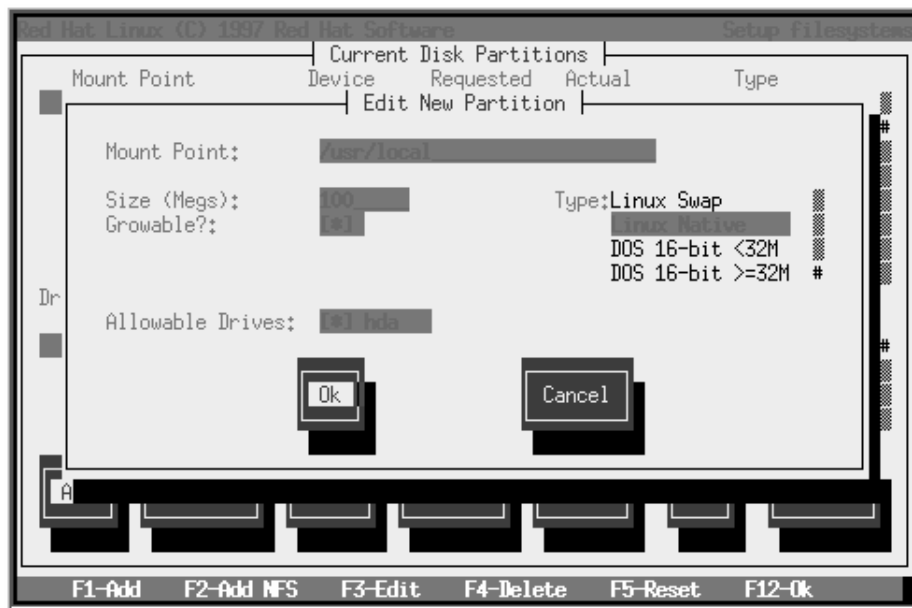 Red Hat Linux (C) 1997 Red Hat Software Setup filesystems
Current Disk Partitions
Mount Point Device Requested Actual Type
Edit New Partition
#
Mount Point: /usr/local
Size (Megs): 100 Type:Linux Swap
Growable?: [*] Linux Native
DOS 16-bit <32M
DOS 16-bit >=32M #
Dr
Allowable Drives: [*] hda
#
Ok Cancel
A
F1-Add F2-Add NFS F3-Edit F4-Delete F5-Reset F12-Ok